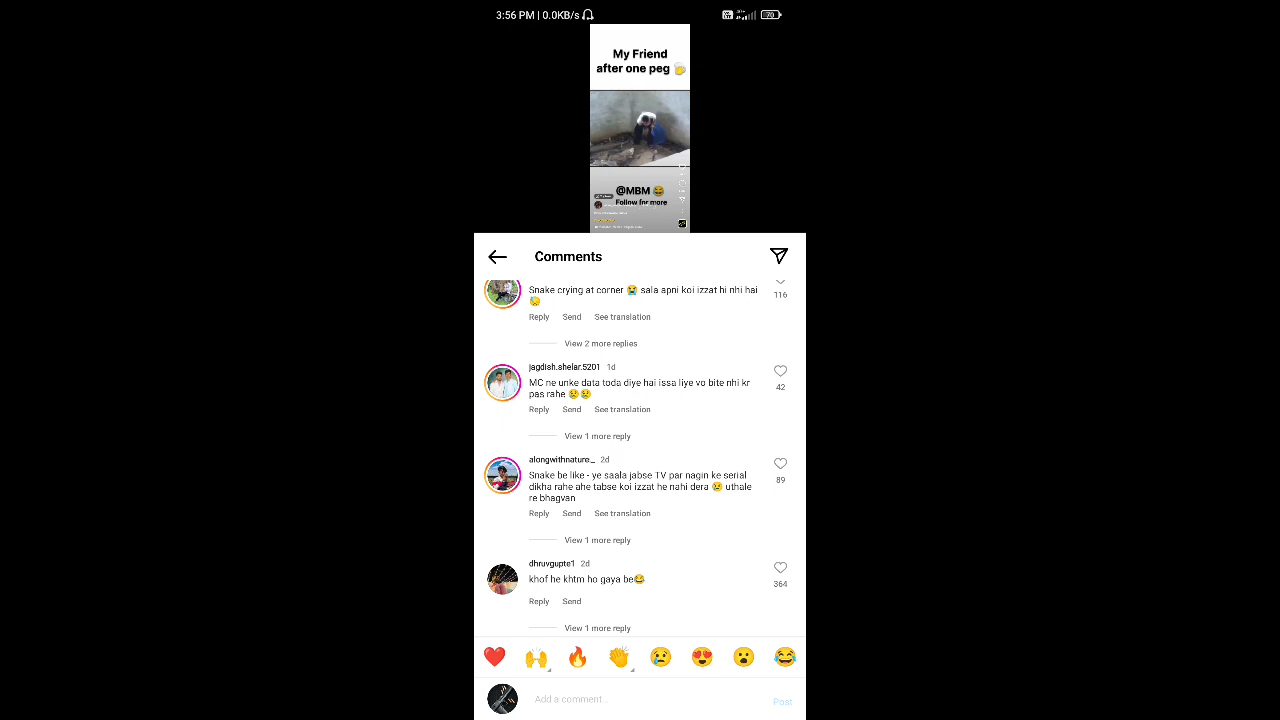 3:56 PM | 0.0KB/s
70
My Friend
after one peg 🍺
@MBM 😂
Follow for more
Comments
Snake crying at corner 😭 sala apni koi izzat hi nhi hai
😓
116
Reply Send See translation
View 2 more replies
jagdish.shelar.5201 1d
MC ne unke data toda diye hai issa liye vo bite nhi kr
pas rahe 😢😢
42
Reply Send See translation
View 1 more reply
alongwithnature._ 2d
Snake be like - ye saala jabse TV par nagin ke serial
dikha rahe ahe tabse koi izzat he nahi dera 😢 uthale
re bhagvan
89
Reply Send See translation
View 1 more reply
dhruvgupte1 2d
khof he khtm ho gaya be😂
364
Reply Send
View 1 more reply
❤️ 🙌 🔥 👏 😢 😍 😮 😂
Add a comment...
Post